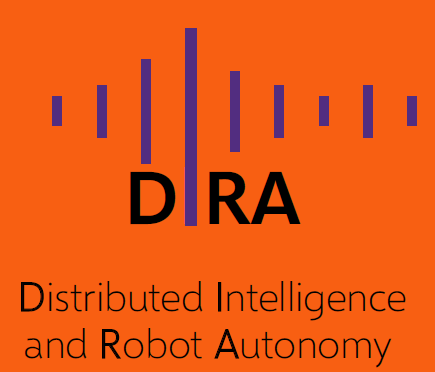 DIRA
Distributed Intelligence
and Robot Autonomy